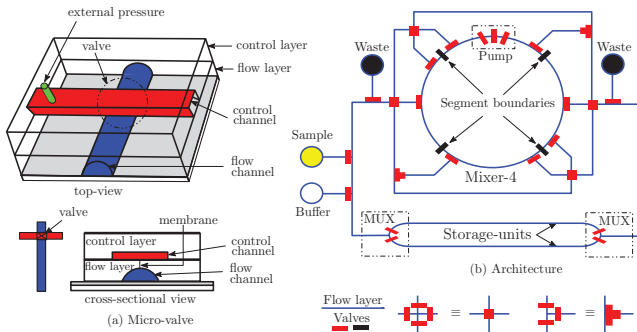 external pressure
valve
control layer
flow layer
control
channel
flow
channel
top-view
valve
membrane
control layer
flow layer
control
channel
flow
channel
cross-sectional view
(a) Micro-valve
Waste
Pump
Waste
Segment boundaries
Sample
Mixer-4
Buffer
MUX
Storage-units
MUX
(b) Architecture
Flow layer
Valves
≡
≡